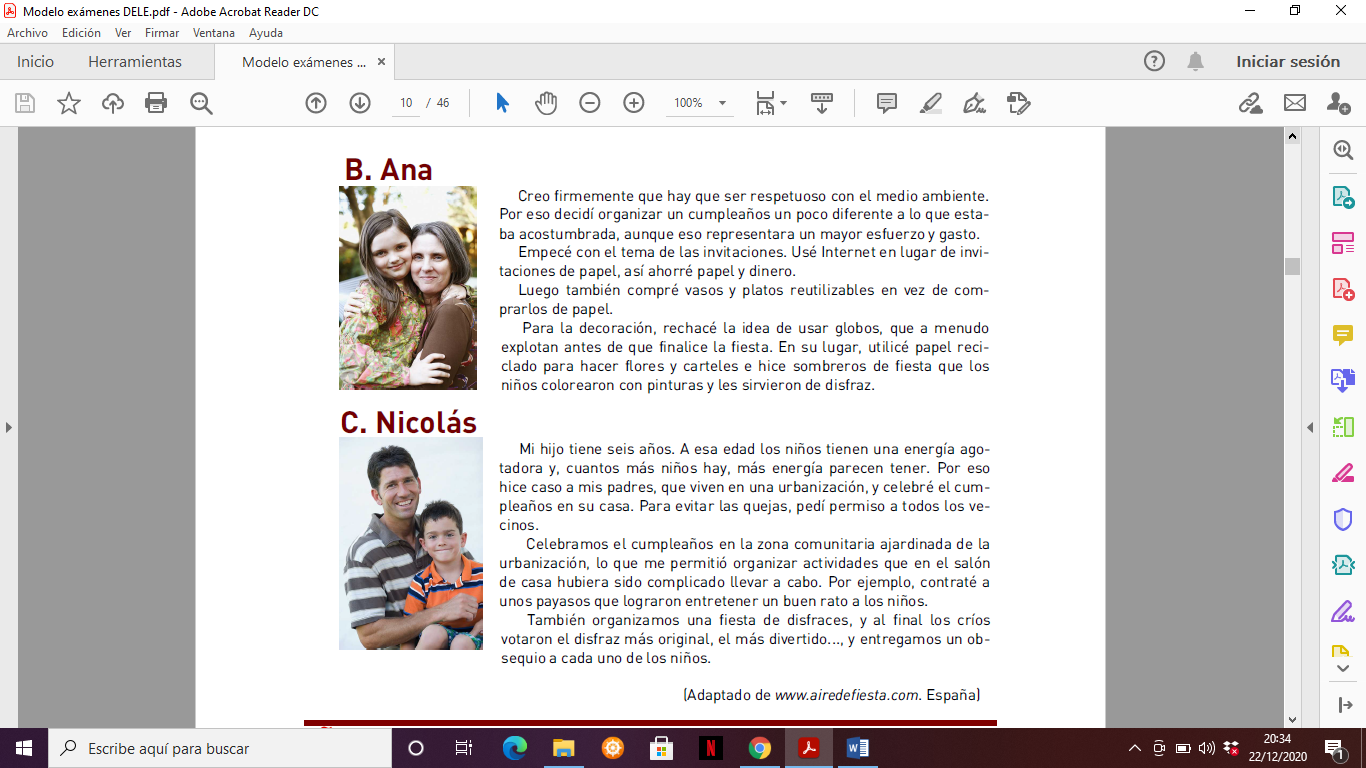 Modelo exámenes DELE.pdf - Adobe Acrobat Reader DC
Archivo Edición Ver Firmar Ventana Ayuda
Inicio Herramientas Modelo exámenes ... × Iniciar sesión
10 / 46 100%
B. Ana
Creo firmemente que hay que ser respetuoso con el medio ambiente.
Por eso decidí organizar un cumpleaños un poco diferente a lo que esta-
ba acostumbrada, aunque eso representara un mayor esfuerzo y gasto.
Empecé con el tema de las invitaciones. Usé Internet en lugar de invi-
taciones de papel, así ahorré papel y dinero.
Luego también compré vasos y platos reutilizables en vez de com-
prarlos de papel.
Para la decoración, rechacé la idea de usar globos, que a menudo
explotan antes de que finalice la fiesta. En su lugar, utilicé papel reci-
clado para hacer flores y carteles e hice sombreros de fiesta que los
niños colorearon con pinturas y les sirvieron de disfraz.
C. Nicolás
Mi hijo tiene seis años. A esa edad los niños tienen una energía ago-
tadora y, cuantos más niños hay, más energía parecen tener. Por eso
hice caso a mis padres, que viven en una urbanización, y celebré el cum-
pleaños en su casa. Para evitar las quejas, pedí permiso a todos los ve-
cinos.
Celebramos el cumpleaños en la zona comunitaria ajardinada de la
urbanización, lo que me permitió organizar actividades que en el salón
de casa hubiera sido complicado llevar a cabo. Por ejemplo, contraté a
unos payasos que lograron entretener un buen rato a los niños.
También organizamos una fiesta de disfraces, y al final los críos
votaron el disfraz más original, el más divertido..., y entregamos un ob-
sequio a cada uno de los niños.
(Adaptado de www.airedefiesta.com. España)
Escribe aquí para buscar
20:34
22/12/2020